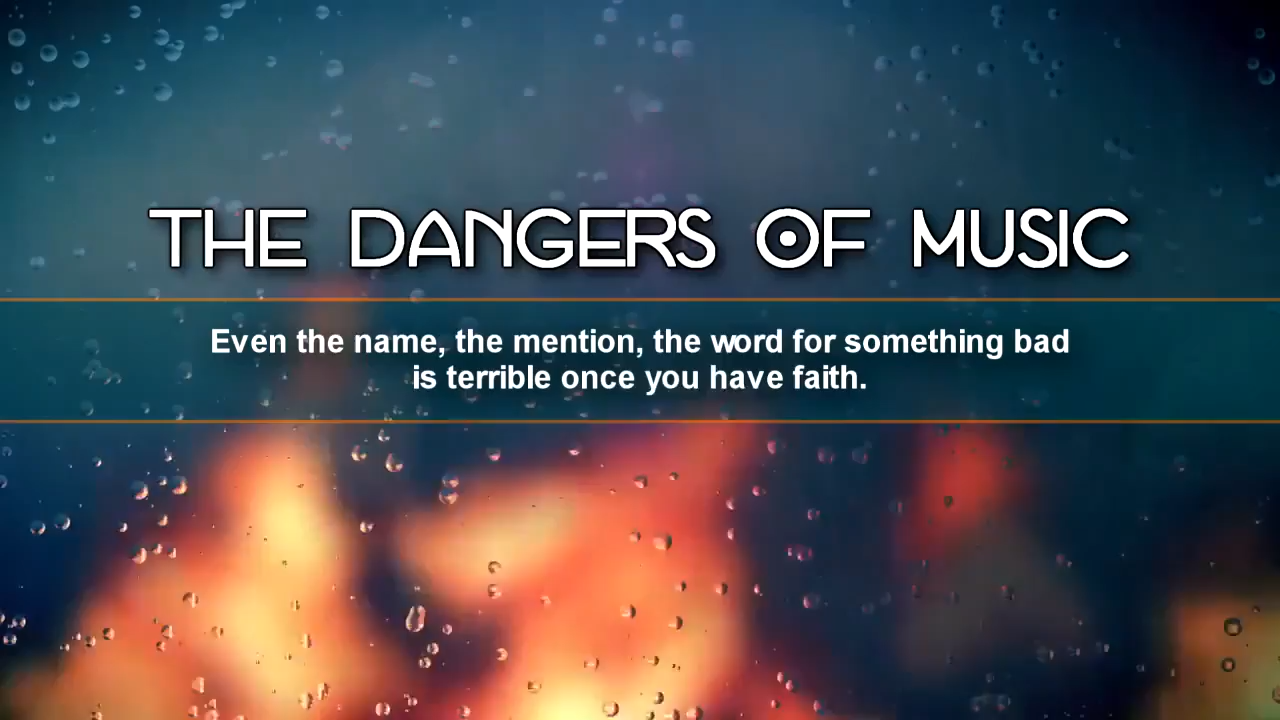 THE DANGERS OF MUSIC
Even the name, the mention, the word for something bad
is terrible once you have faith.